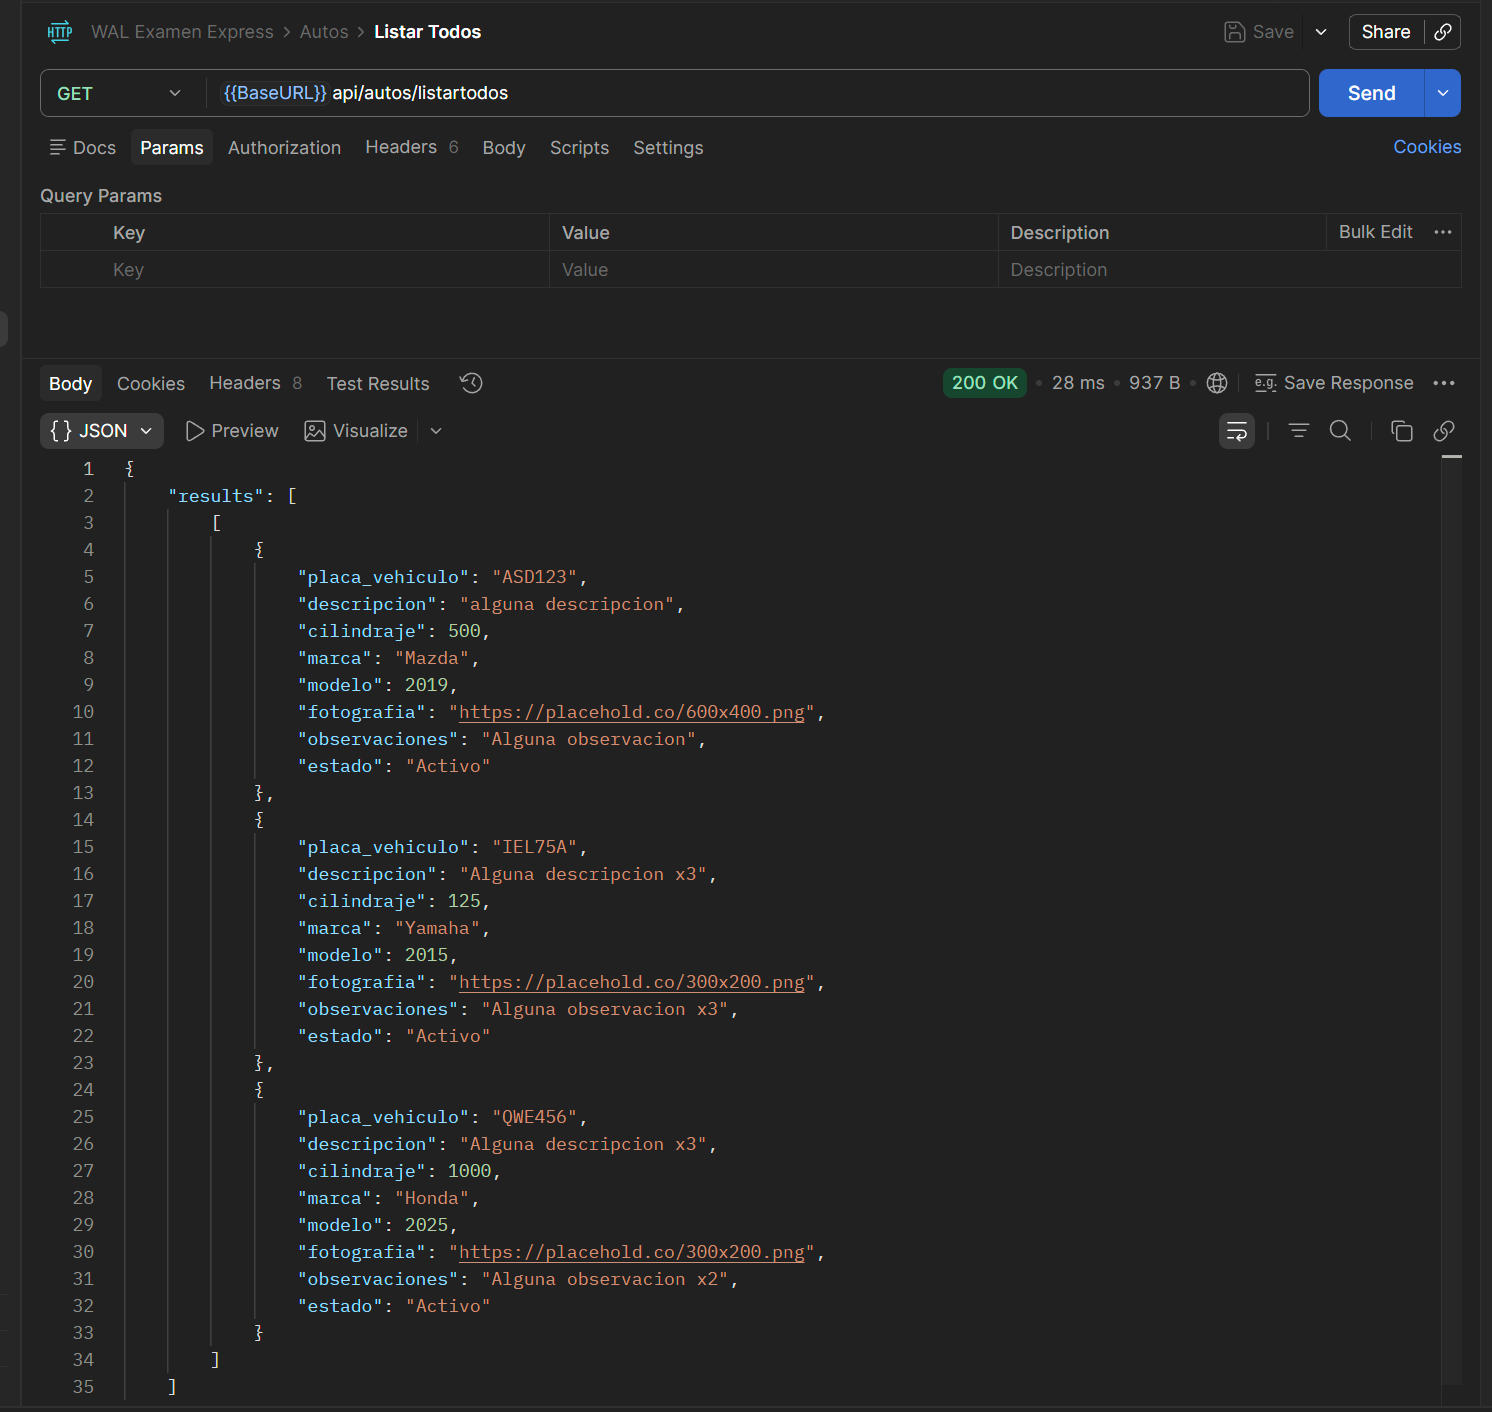 HTTP WAL Examen Express > Autos > Listar Todos Save Share
GET {{BaseURL}} api/autos/listartodos Send
Docs Params Authorization Headers 6 Body Scripts Settings Cookies
Query Params
Key Value Description Bulk Edit ...
Key Value Description
Body Cookies Headers 8 Test Results 200 OK • 28 ms • 937 B • e.g. Save Response ...
{} JSON Preview Visualize
1 {
2 "results": [
3 [
4 {
5 "placa_vehiculo": "ASD123",
6 "descripcion": "alguna descripcion",
7 "cilindraje": 500,
8 "marca": "Mazda",
9 "modelo": 2019,
10 "fotografia": "https://placehold.co/600x400.png",
11 "observaciones": "Alguna observacion",
12 "estado": "Activo"
13 },
14 {
15 "placa_vehiculo": "IEL75A",
16 "descripcion": "Alguna descripcion x3",
17 "cilindraje": 125,
18 "marca": "Yamaha",
19 "modelo": 2015,
20 "fotografia": "https://placehold.co/300x200.png",
21 "observaciones": "Alguna observacion x3",
22 "estado": "Activo"
23 },
24 {
25 "placa_vehiculo": "QWE456",
26 "descripcion": "Alguna descripcion x3",
27 "cilindraje": 1000,
28 "marca": "Honda",
29 "modelo": 2025,
30 "fotografia": "https://placehold.co/300x200.png",
31 "observaciones": "Alguna observacion x2",
32 "estado": "Activo"
33 }
34 ]
35 ]